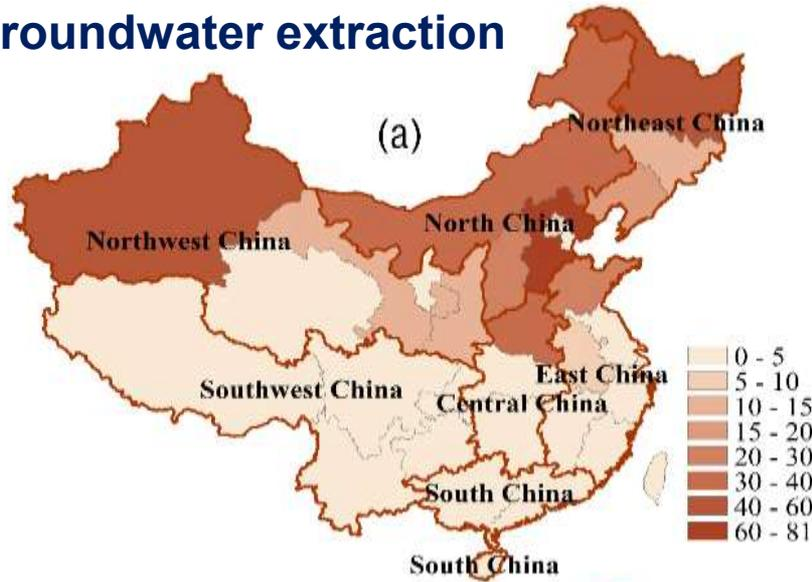 roundwater extraction
(a)
Northeast China
North China
Northwest China
East China
Southwest China
Central China
South China
South China
0 - 5
5 - 10
10 - 15
15 - 20
20 - 30
30 - 40
40 - 60
60 - 81